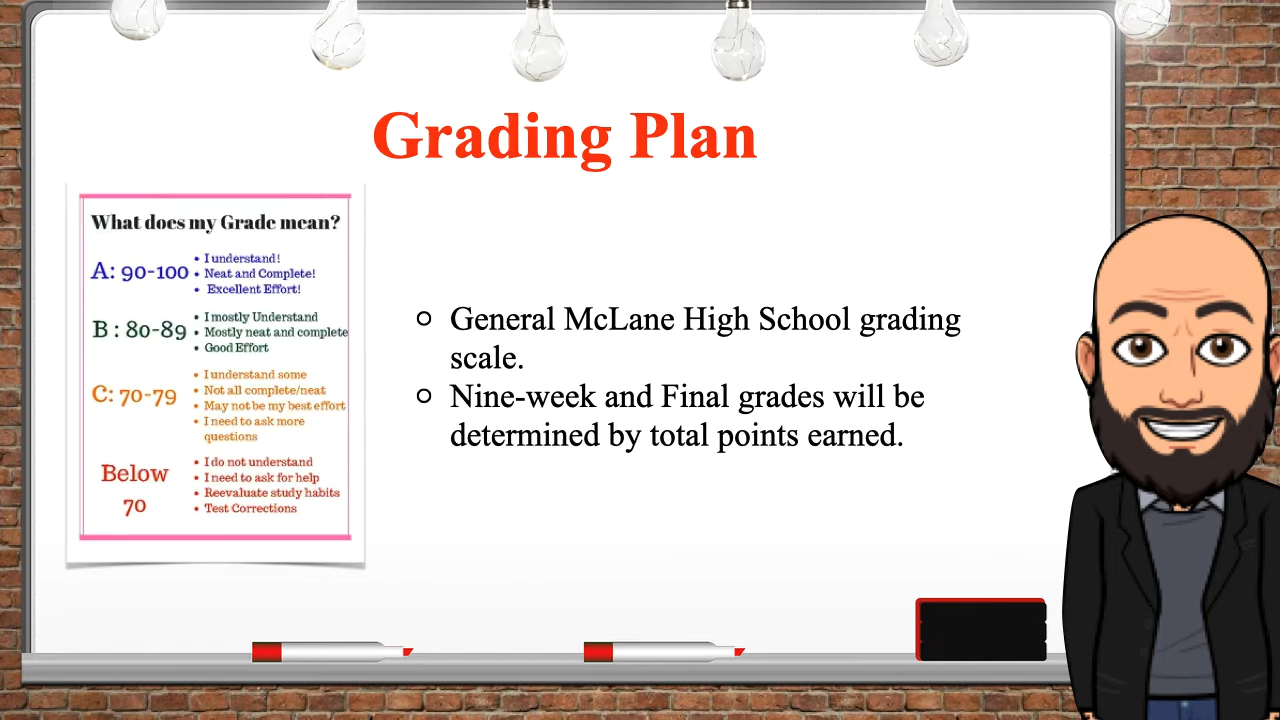 Grading Plan
What does my Grade mean?
A: 90-100
• I understand!
• Neat and Complete!
• Excellent Effort!
B : 80-89
• I mostly Understand
• Mostly neat and complete
• Good Effort
C: 70-79
• I understand some
• Not all complete/neat
• May not be my best effort
• I need to ask more
questions
Below
70
• I do not understand
• I need to ask for help
• Reevaluate study habits
• Test Corrections
○ General McLane High School grading
scale.
○ Nine-week and Final grades will be
determined by total points earned.